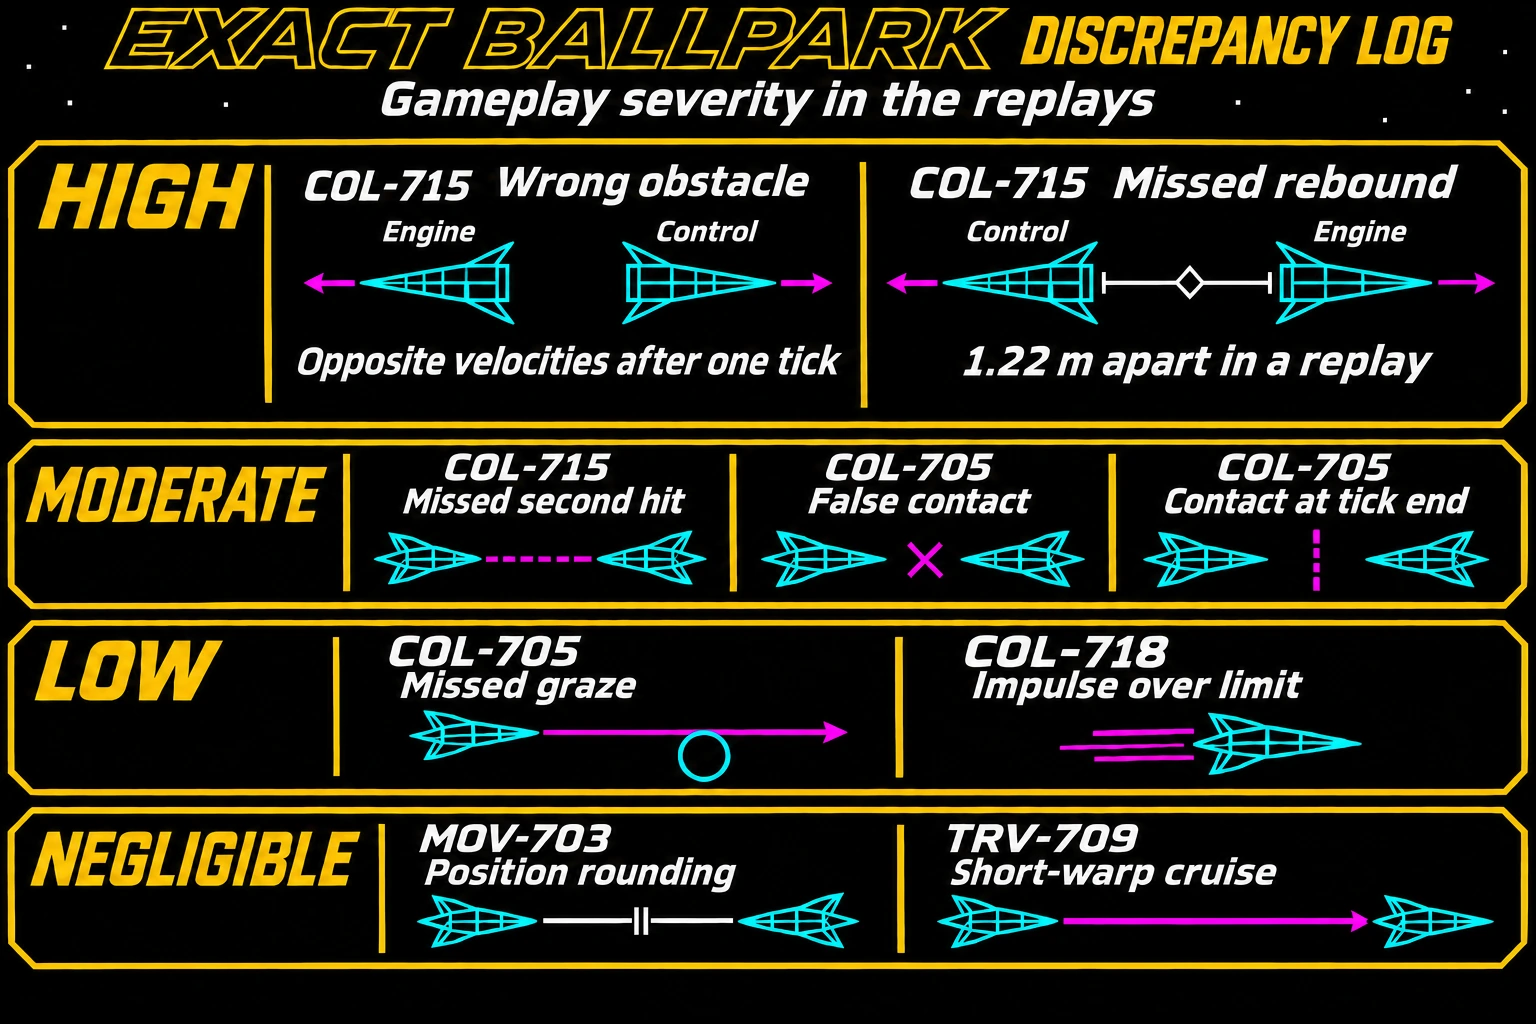 EXACT BALLPARK DISCREPANCY LOG
Gameplay severity in the replays
HIGH
COL-715 Wrong obstacle
Engine
Control
Opposite velocities after one tick
COL-715 Missed rebound
Control
Engine
1.22 m apart in a replay
MODERATE
COL-715
Missed second hit
COL-705
False contact
COL-705
Contact at tick end
LOW
COL-705
Missed graze
COL-718
Impulse over limit
NEGLIGIBLE
MOV-703
Position rounding
TRV-709
Short-warp cruise